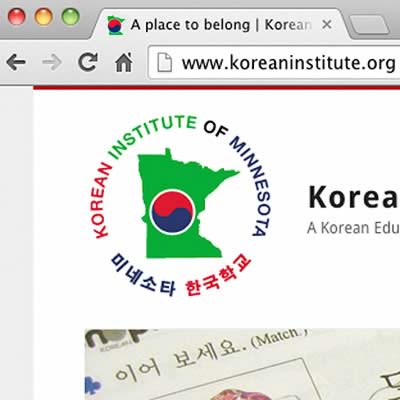 A place to belong | Korean
www.koreaninstitute.org
KOREAN INSTITUTE OF MINNESOTA
미네소타 한국학교
Korea
A Korean Edu
KOREAN
이어 보세요. (Match.)